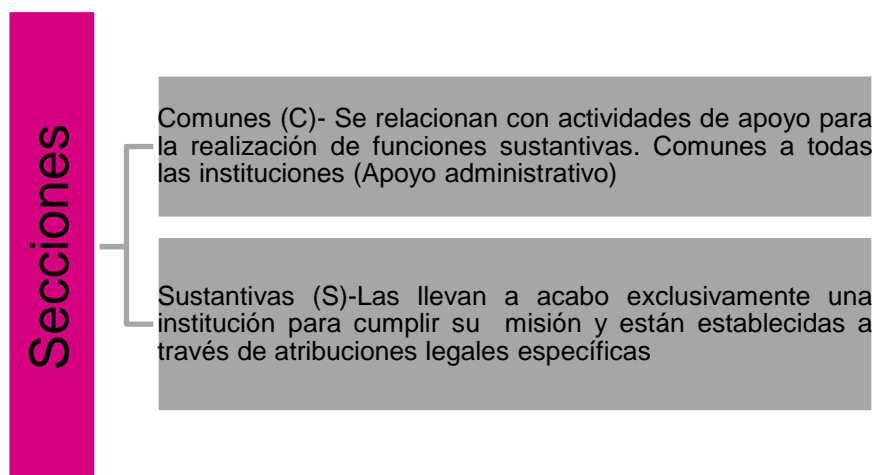 Secciones
Comunes (C)- Se relacionan con actividades de apoyo para
la realización de funciones sustantivas. Comunes a todas
las instituciones (Apoyo administrativo)
Sustantivas (S)-Las llevan a acabo exclusivamente una
institución para cumplir su misión y están establecidas a
través de atribuciones legales específicas